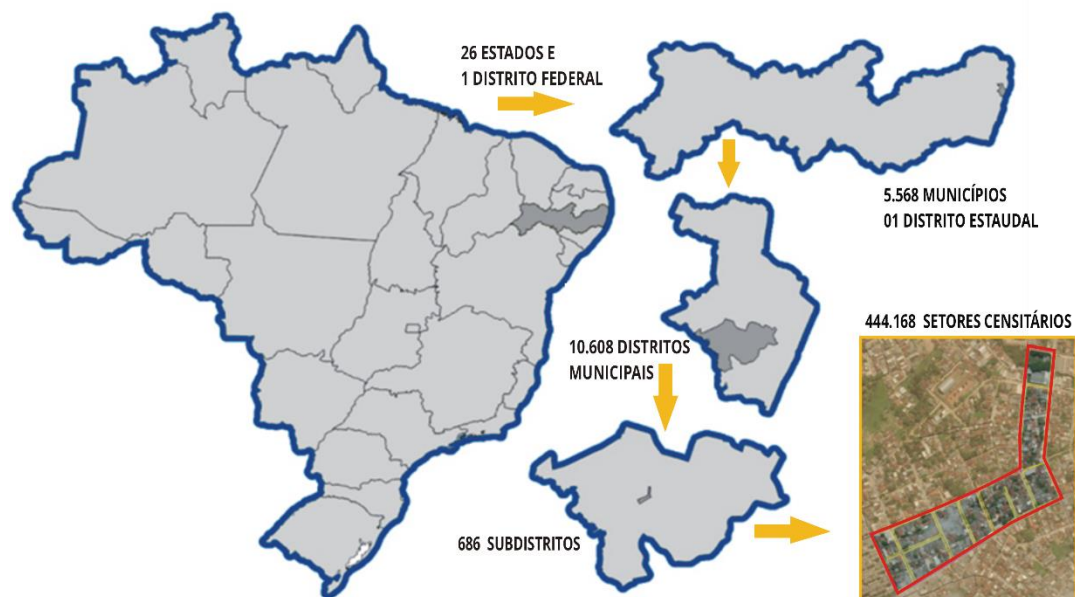 26 ESTADOS E
1 DISTRITO FEDERAL
5.568 MUNICÍPIOS
01 DISTRITO ESTAUDAL
10.608 DISTRITOS
MUNICIPAIS
686 SUBDISTRITOS
444.168 SETORES CENSITÁRIOS